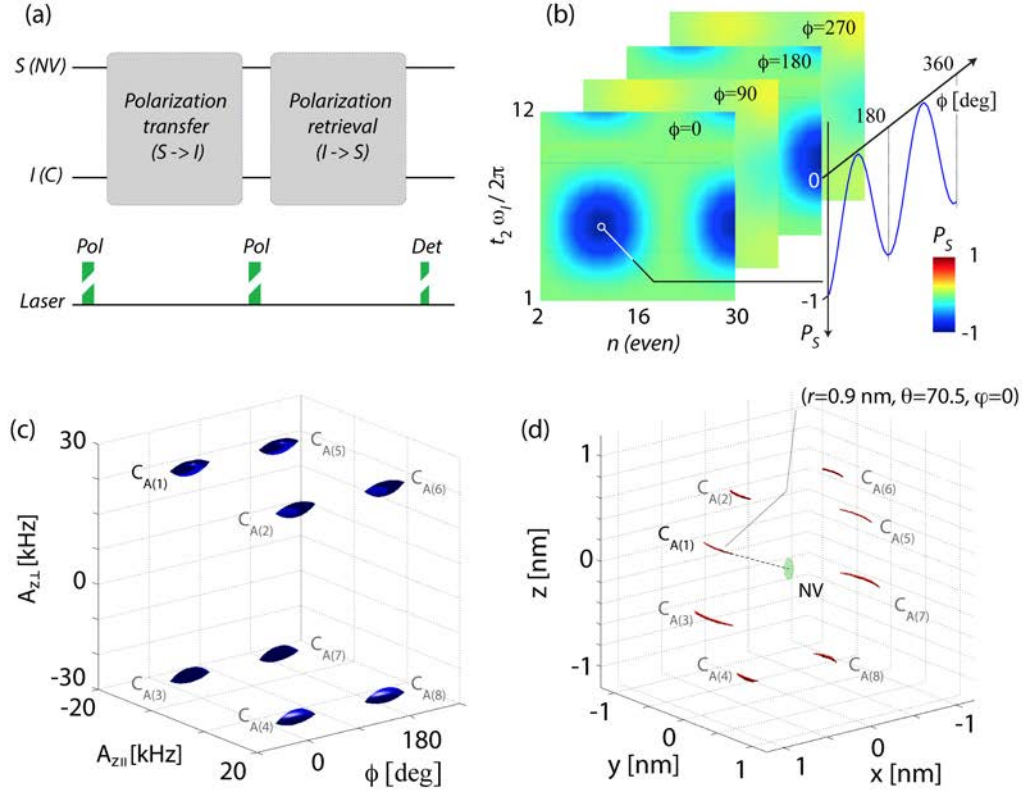 (a)
S (NV)
I (C)
Polarization
transfer
(S -> I)
Polarization
retrieval
(I -> S)
Pol
Pol
Det
Laser
(b)
ϕ=270
ϕ=180
ϕ=90
ϕ=0
12
t₂ ωI / 2π
1
2
16
30
n (even)
360
ϕ [deg]
180
0
-1
PS
PS
1
-1
(c)
30
0
-30
AZ⊥ [kHz]
-20
20
AZII [kHz]
0
180
ϕ [deg]
CA(1)
CA(5)
CA(6)
CA(2)
CA(7)
CA(3)
CA(4)
CA(8)
(r=0.9 nm, θ=70.5, φ=0)
(d)
1
0
-1
z [nm]
CA(2)
CA(6)
CA(1)
CA(5)
NV
CA(3)
CA(7)
CA(4)
CA(8)
-1
0
1
y [nm]
1
0
-1
x [nm]